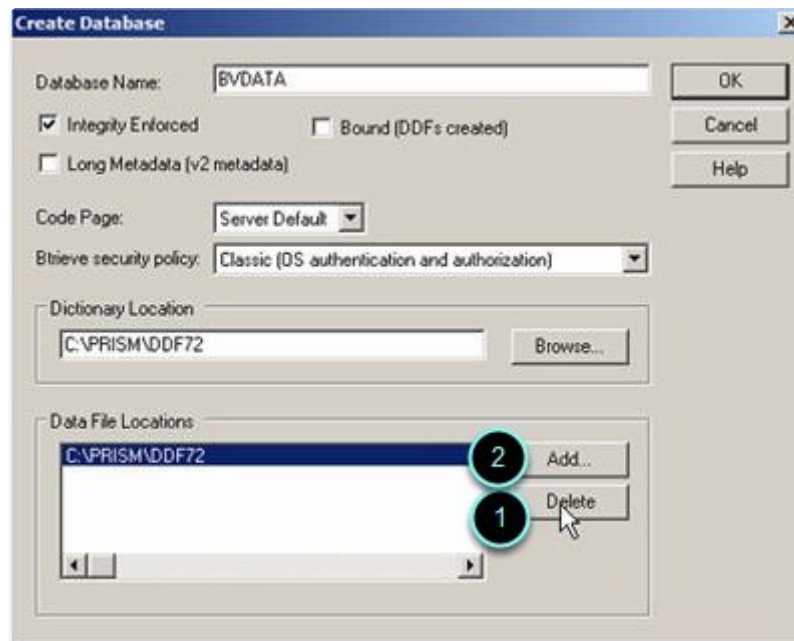 Create Database
Database Name: BVDATA OK
Integrity Enforced Bound (DDFs created) Cancel
Long Metadata (v2 metadata) Help
Code Page: Server Default
Btrieve security policy: Classic (OS authentication and authorization)
Dictionary Location
C:\PRISM\DDF72 Browse...
Data File Locations
C:\PRISM\DDF72 2 Add...
1 Delete